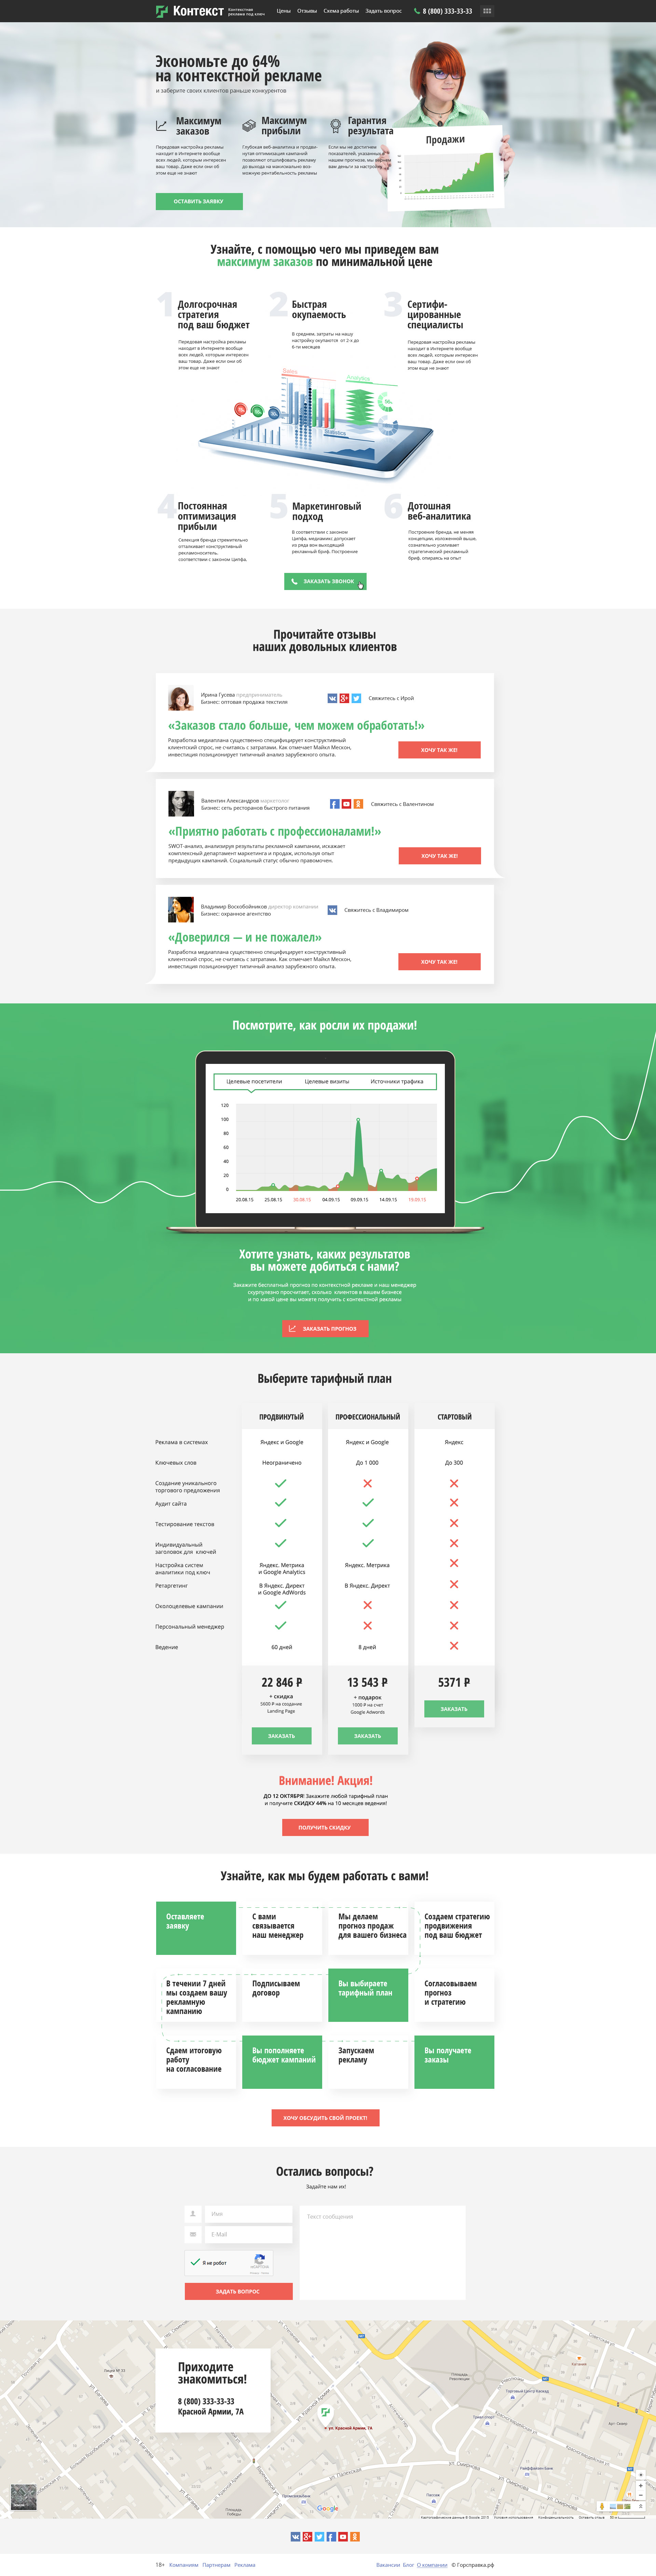 Контекст
Контекстная
реклама под ключ
Цены Отзывы Схема работы Задать вопрос
8 (800) 333-33-33
Экономьте до 64%
на контекстной рекламе
и заберите своих клиентов раньше конкурентов
Максимум
заказов
Передовая настройка рекламы
находит в Интернете вообще
всех людей, которым интересен
ваш товар. Даже если они об
этом еще не знают
Максимум
прибыли
Глубокая веб-аналитика и продви-
нутая оптимизация кампаний
позволяют отшлифовать рекламу
до выхода на максимально воз-
можную рентабельность рекламы
Гарантия
результата
Если мы не достигнем
показателей, указанных в
нашем прогнозе, мы вернем
вам деньги за настройку
Продажи
ОСТАВИТЬ ЗАЯВКУ
Узнайте, с помощью чего мы приведем вам
максимум заказов по минимальной цене
1
Долгосрочная
стратегия
под ваш бюджет
Передовая настройка рекламы
находит в Интернете вообще
всех людей, которым интересен
ваш товар. Даже если они об
этом еще не знают
2
Быстрая
окупаемость
В среднем, затраты на нашу
настройку окупаются от 2-х до
6-ти месяцев
3
Сертифи-
цированные
специалисты
Передовая настройка рекламы
находит в Интернете вообще
всех людей, которым интересен
ваш товар. Даже если они об
этом еще не знают
Sales
Analytics
Statistics
4
Постоянная
оптимизация
прибыли
Селекция бренда стремительно
отталкивает конструктивный
рекламоноситель,
соответствии с законом Ципфа.
5
Маркетинговый
подход
В соответствии с законом
Ципфа, медиамикс допускает
из ряда вон выходящий
рекламный бриф. Построение
6
Дотошная
веб-аналитика
Построение бренда, не меняя
концепции, изложенной выше,
сознательно усиливает
стратегический рекламный
бриф, опираясь на опыт
ЗАКАЗАТЬ ЗВОНОК
Прочитайте отзывы
наших довольных клиентов
Ирина Гусева предприниматель
Бизнес: оптовая продажа текстиля
Свяжитесь с Ирой
«Заказов стало больше, чем можем обработать!»
Разработка медиаплана существенно специфицирует конструктивный
клиентский спрос, не считаясь с затратами. Как отмечает Майкл Мескон,
инвестиция позиционирует типичный анализ зарубежного опыта.
ХОЧУ ТАК ЖЕ!
Валентин Александров маркетолог
Бизнес: сеть ресторанов быстрого питания
Свяжитесь с Валентином
«Приятно работать с профессионалами!»
SWOT-анализ, анализируя результаты рекламной кампании, искажает
комплексный департамент маркетинга и продаж, используя опыт
предыдущих кампаний. Социальный статус обычно правомочен.
ХОЧУ ТАК ЖЕ!
Владимир Воскобойников директор компании
Бизнес: охранное агентство
Свяжитесь с Владимиром
«Доверился — и не пожалел»
Разработка медиаплана существенно специфицирует конструктивный
клиентский спрос, не считаясь с затратами. Как отмечает Майкл Мескон,
инвестиция позиционирует типичный анализ зарубежного опыта.
ХОЧУ ТАК ЖЕ!
Посмотрите, как росли их продажи!
Целевые посетители Целевые визиты Источники трафика
120
100
80
60
40
20
0
20.08.15 25.08.15 30.08.15 04.09.15 09.09.15 14.09.15 19.09.15
Хотите узнать, каких результатов
вы можете добиться с нами?
Закажите бесплатный прогноз по контекстной рекламе и наш менеджер
скурпулезно просчитает, сколько клиентов в вашем бизнесе
и по какой цене вы можете получить с контекстной рекламы
ЗАКАЗАТЬ ПРОГНОЗ
Выберите тарифный план
ПРОДВИНУТЫЙ ПРОФЕССИОНАЛЬНЫЙ СТАРТОВЫЙ
Реклама в системах Яндекс и Google Яндекс и Google Яндекс
Ключевых слов Неограничено До 1 000 До 300
Создание уникального
торгового предложения
Аудит сайта
Тестирование текстов
Индивидуальный
заголовок для ключей
Настройка систем
аналитики под ключ
Яндекс. Метрика
и Google Analytics
Яндекс. Метрика
Ретаргетинг
В Яндекс. Директ
и Google AdWords
В Яндекс. Директ
Околоцелевые кампании
Персональный менеджер
Ведение 60 дней 8 дней
22 846 ₽
+ скидка
5600 ₽ на создание
Landing Page
ЗАКАЗАТЬ
13 543 ₽
+ подарок
1000 ₽ на счет
Google Adwords
ЗАКАЗАТЬ
5371 ₽
ЗАКАЗАТЬ
Внимание! Акция!
ДО 12 ОКТЯБРЯ! Закажите любой тарифный план
и получите СКИДКУ 44% на 10 месяцев ведения!
ПОЛУЧИТЬ СКИДКУ
Узнайте, как мы будем работать с вами!
Оставляете
заявку
С вами
связывается
наш менеджер
Мы делаем
прогноз продаж
для вашего бизнеса
Создаем стратегию
продвижения
под ваш бюджет
В течении 7 дней
мы создаем вашу
рекламную
кампанию
Подписываем
договор
Вы выбираете
тарифный план
Согласовываем
прогноз
и стратегию
Сдаем итоговую
работу
на согласование
Вы пополняете
бюджет кампаний
Запускаем
рекламу
Вы получаете
заказы
ХОЧУ ОБСУДИТЬ СВОЙ ПРОЕКТ!
Остались вопросы?
Задайте нам их!
Имя
E-Mail
Текст сообщения
Я не робот
ЗАДАТЬ ВОПРОС
Приходите
знакомиться!
8 (800) 333-33-33
Красной Армии, 7А
ул. Красной Армии, 7А
Google
18+ Компаниям Партнерам Реклама
Вакансии Блог О компании © Горсправка.рф